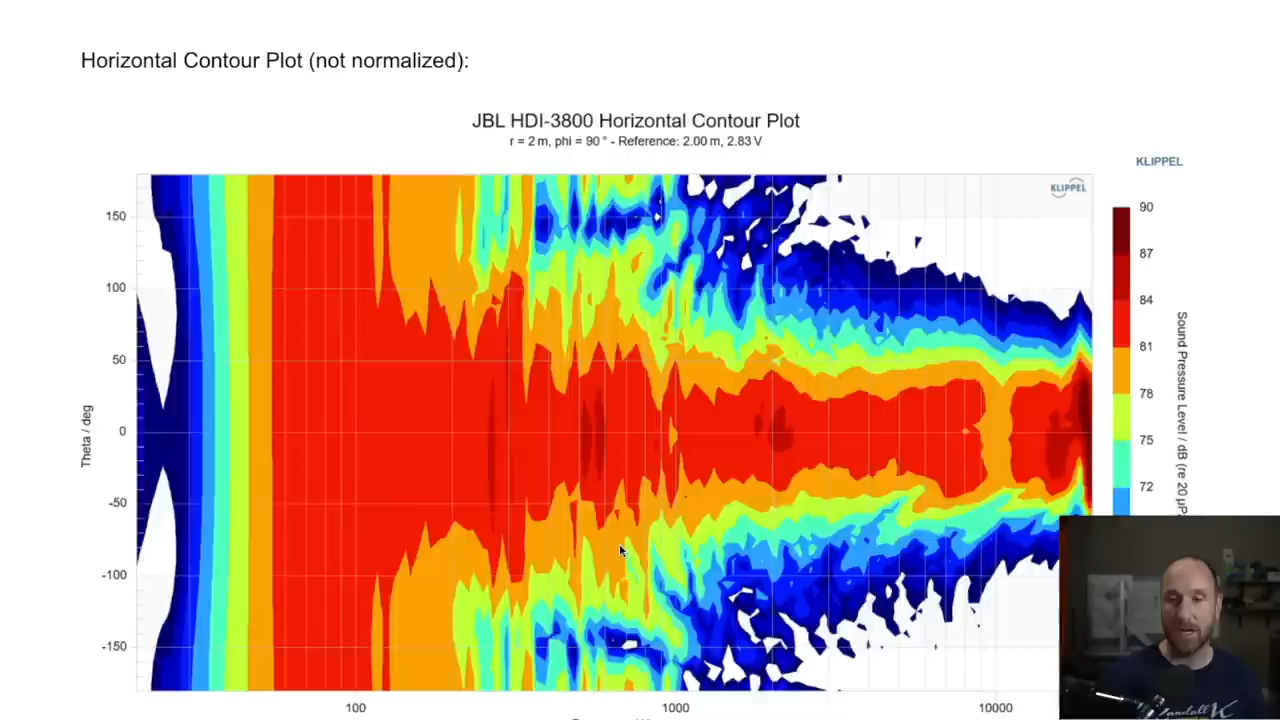 Horizontal Contour Plot (not normalized):
JBL HDI-3800 Horizontal Contour Plot
r = 2 m, phi = 90 ° - Reference: 2.00 m, 2.83 V
KLIPPEL
KLIPPEL
150
100
50
0
-50
-100
-150
Theta / deg
100
1000
10000
90
87
84
81
78
75
72
Sound Pressure Level / dB (re 20 µP